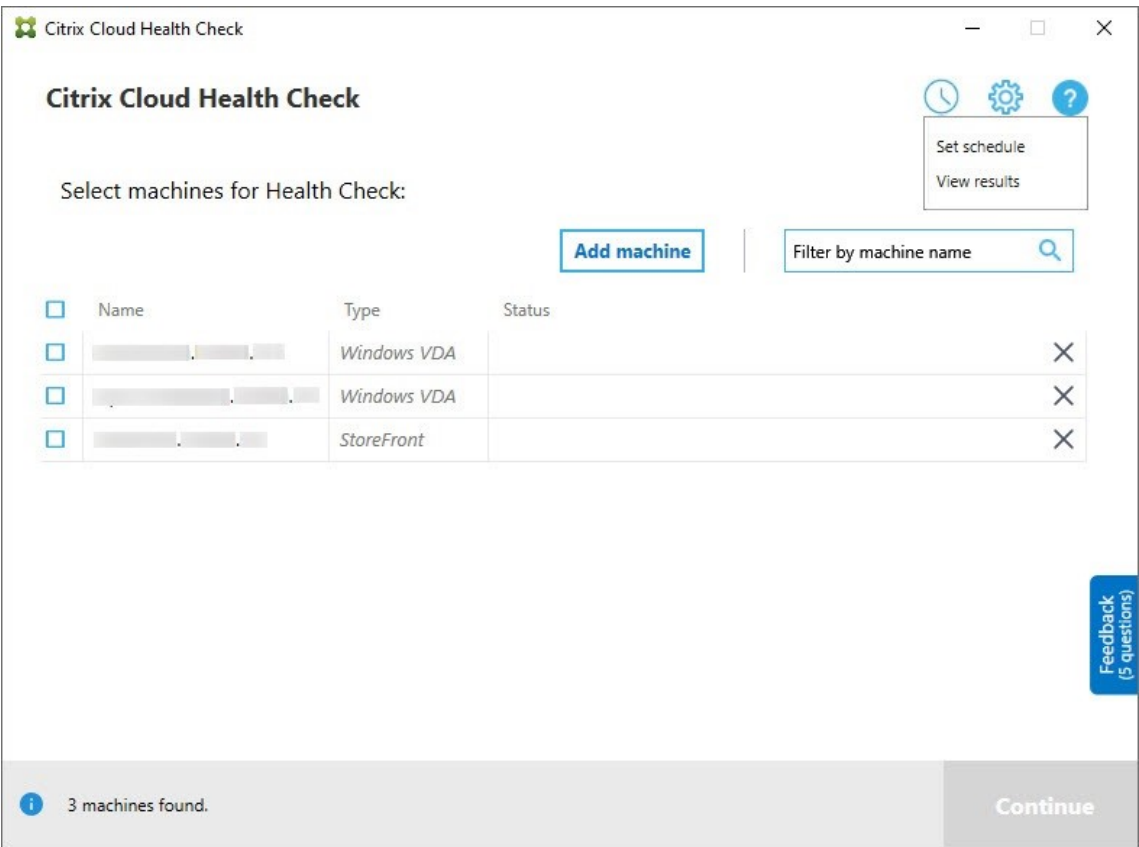 Citrix Cloud Health Check
Citrix Cloud Health Check
?
Set schedule
View results
Select machines for Health Check:
Add machine
Filter by machine name
Name Type Status
Windows VDA
Windows VDA
StoreFront
Feedback
(5 questions)
i 3 machines found.
Continue